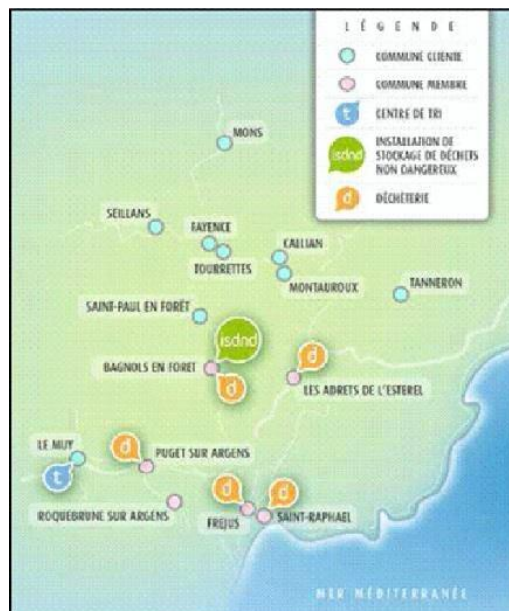 LÉGENDE
COMMUNE CLIENTE
COMMUNE MEMBRE
t CENTRE DE TRI
isdnd INSTALLATION DE
STOCKAGE DE DÉCHETS
NON DANGEREUX
d DÉCHÈTERIE
MONS
SEILLANS
FAYENCE
TOURRETTES
CALLIAN
MONTAUROUX
TANNERON
SAINT-PAUL EN FORÊT
isdnd
BAGNOLS EN FORET
d
d
LES ADRETS DE L'ESTEREL
LE MUY
t
d
PUGET SUR ARGENS
ROQUEBRUNE SUR ARGENS
d
FREJUS
d
SAINT-RAPHAEL
MER MÉDITERRANÉE